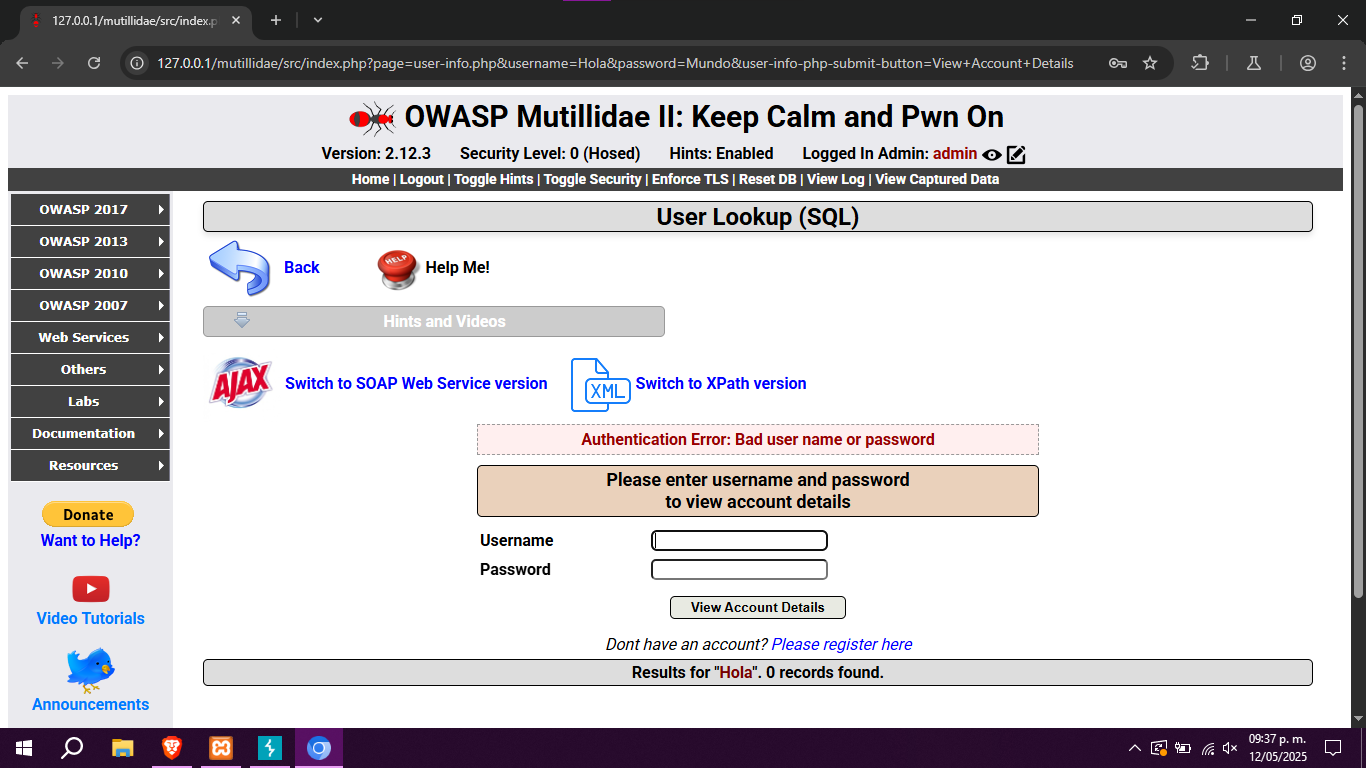 127.0.0.1/mutillidae/src/index.p
127.0.0.1/mutillidae/src/index.php?page=user-info.php&username=Hola&password=Mundo&user-info-php-submit-button=View+Account+Details
OWASP Mutillidae II: Keep Calm and Pwn On
Version: 2.12.3 Security Level: 0 (Hosed) Hints: Enabled Logged In Admin: admin
Home | Logout | Toggle Hints | Toggle Security | Enforce TLS | Reset DB | View Log | View Captured Data
OWASP 2017
OWASP 2013
OWASP 2010
OWASP 2007
Web Services
Others
Labs
Documentation
Resources
Donate
Want to Help?
Video Tutorials
Announcements
User Lookup (SQL)
Back
HELP
Help Me!
Hints and Videos
AJAX
Switch to SOAP Web Service version
XML
Switch to XPath version
Authentication Error: Bad user name or password
Please enter username and password
to view account details
Username
Password
View Account Details
Dont have an account? Please register here
Results for "Hola". 0 records found.
09:37 p. m.
12/05/2025